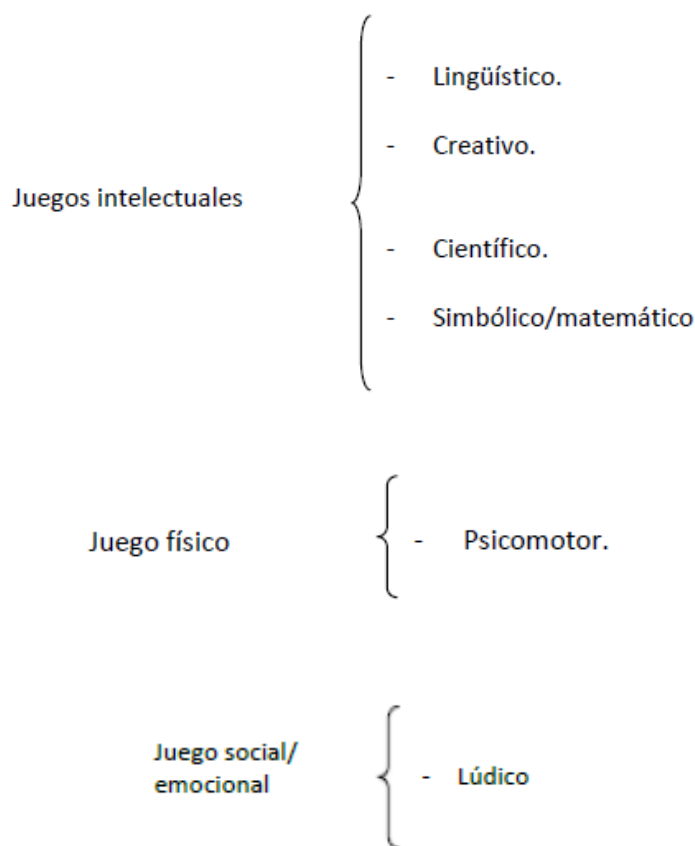 Juegos intelectuales
- Lingüístico.
- Creativo.
- Científico.
- Simbólico/matemático
Juego físico
- Psicomotor.
Juego social/
emocional
- Lúdico